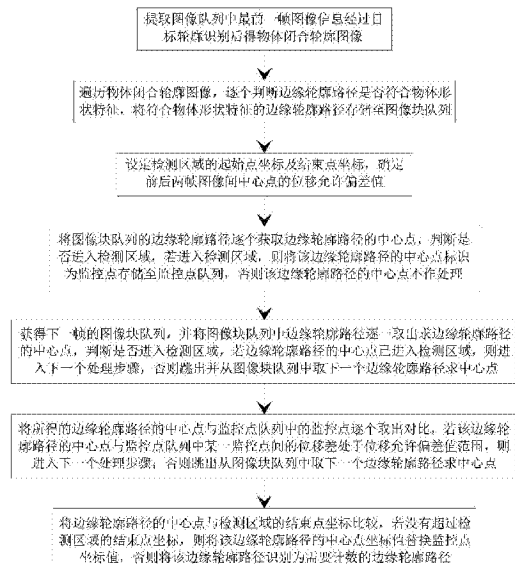 提取图像队列中最前一帧图像信息经过目
标轮廓识别后得物体闭合轮廓图像
遍历物体闭合轮廓图像，逐个判断边缘轮廓路径是否符合物体形
状特征，将符合物体形状特征的边缘轮廓路径存储至图像块队列
设定检测区域的起始点坐标及结束点坐标，确定
前后两帧图像间中心点的位移允许偏差值
将图像块队列的边缘轮廓路径逐个获取边缘轮廓路径的中心点，判断是
否进入检测区域，若进入检测区域，则将该边缘轮廓路径的中心点标识
为监控点存储至监控点队列，否则该边缘轮廓路径的中心点不作处理
获得下一帧的图像块队列，并将图像块队列中边缘轮廓路径逐一取出求边缘轮廓路径
的中心点，判断是否进入检测区域，若边缘轮廓路径的中心点已进入检测区域，则进
入下一个处理步骤，否则跳出并从图像块队列中取下一个边缘轮廓路径求中心点
将所得的边缘轮廓路径的中心点与监控点队列中的监控点逐个取出对比，若该边缘轮
廓路径的中心点与监控点队列中某一监控点间的位移差处于位移允许偏差值范围，则
进入下一个处理步骤；否则跳出从图像块队列中取下一个边缘轮廓路径求中心点
将边缘轮廓路径的中心点与检测区域的结束点坐标比较，若没有超过检
测区域的结束点坐标，则将该边缘轮廓路径的中心点坐标值替换监控点
坐标值，否则将该边缘轮廓路径识别为需要计数的边缘轮廓路径